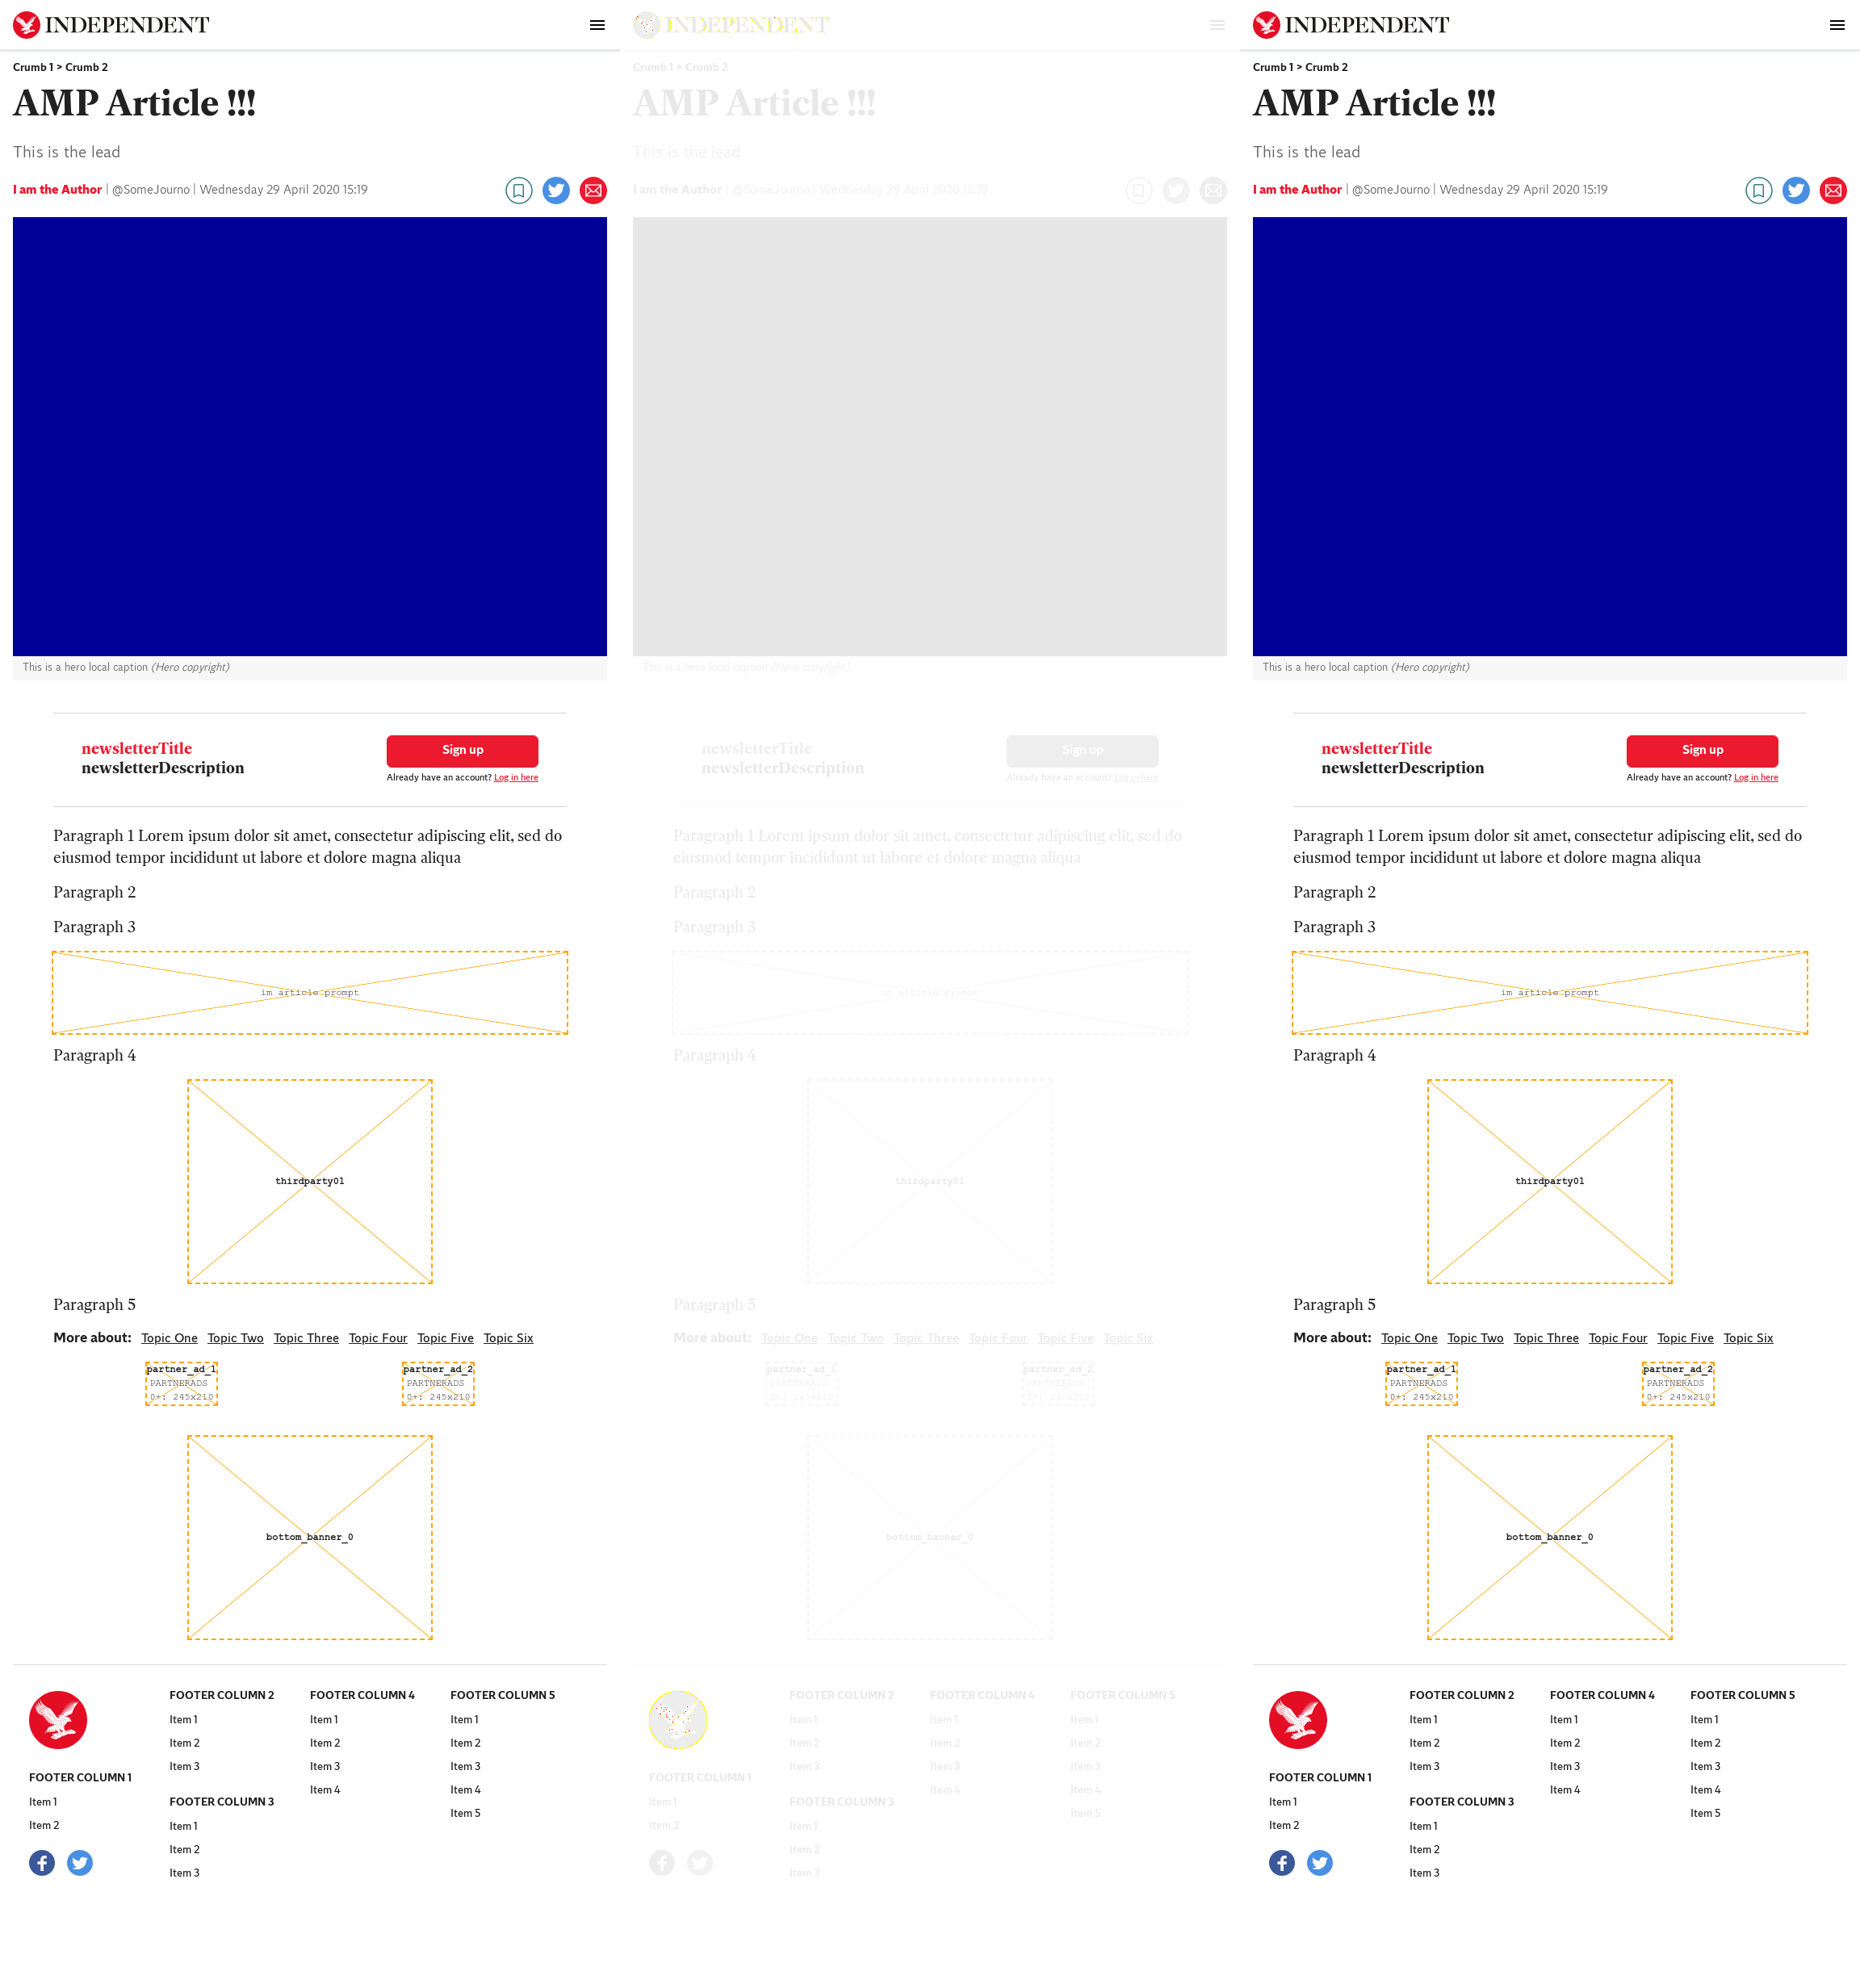 INDEPENDENT
Crumb 1 > Crumb 2
AMP Article !!!
This is the lead
I am the Author | @SomeJourno | Wednesday 29 April 2020 15:19
This is a hero local caption (Hero copyright)
newsletterTitle
newsletterDescription
Sign up
Already have an account? Log in here
Paragraph 1 Lorem ipsum dolor sit amet, consectetur adipiscing elit, sed do
eiusmod tempor incididunt ut labore et dolore magna aliqua
Paragraph 2
Paragraph 3
im article prompt
Paragraph 4
thirdparty01
Paragraph 5
More about: Topic One Topic Two Topic Three Topic Four Topic Five Topic Six
partner_ad_1
PARTNERADS
0+: 245x210
partner_ad_2
PARTNERADS
0+: 245x210
bottom_banner_0
FOOTER COLUMN 1
Item 1
Item 2
FOOTER COLUMN 2
Item 1
Item 2
Item 3
FOOTER COLUMN 3
Item 1
Item 2
Item 3
FOOTER COLUMN 4
Item 1
Item 2
Item 3
Item 4
FOOTER COLUMN 5
Item 1
Item 2
Item 3
Item 4
Item 5
INDEPENDENT
Crumb 1 > Crumb 2
AMP Article !!!
This is the lead
I am the Author | @SomeJourno | Wednesday 29 April 2020 15:19
This is a hero local caption (Hero copyright)
newsletterTitle
newsletterDescription
Sign up
Already have an account? Log in here
Paragraph 1 Lorem ipsum dolor sit amet, consectetur adipiscing elit, sed do
eiusmod tempor incididunt ut labore et dolore magna aliqua
Paragraph 2
Paragraph 3
im article prompt
Paragraph 4
thirdparty01
Paragraph 5
More about: Topic One Topic Two Topic Three Topic Four Topic Five Topic Six
partner_ad_1
PARTNERADS
0+: 245x210
partner_ad_2
PARTNERADS
0+: 245x210
bottom_banner_0
FOOTER COLUMN 1
Item 1
Item 2
FOOTER COLUMN 2
Item 1
Item 2
Item 3
FOOTER COLUMN 3
Item 1
Item 2
Item 3
FOOTER COLUMN 4
Item 1
Item 2
Item 3
Item 4
FOOTER COLUMN 5
Item 1
Item 2
Item 3
Item 4
Item 5
INDEPENDENT
Crumb 1 > Crumb 2
AMP Article !!!
This is the lead
I am the Author | @SomeJourno | Wednesday 29 April 2020 15:19
This is a hero local caption (Hero copyright)
newsletterTitle
newsletterDescription
Sign up
Already have an account? Log in here
Paragraph 1 Lorem ipsum dolor sit amet, consectetur adipiscing elit, sed do
eiusmod tempor incididunt ut labore et dolore magna aliqua
Paragraph 2
Paragraph 3
im article prompt
Paragraph 4
thirdparty01
Paragraph 5
More about: Topic One Topic Two Topic Three Topic Four Topic Five Topic Six
partner_ad_1
PARTNERADS
0+: 245x210
partner_ad_2
PARTNERADS
0+: 245x210
bottom_banner_0
FOOTER COLUMN 1
Item 1
Item 2
FOOTER COLUMN 2
Item 1
Item 2
Item 3
FOOTER COLUMN 3
Item 1
Item 2
Item 3
FOOTER COLUMN 4
Item 1
Item 2
Item 3
Item 4
FOOTER COLUMN 5
Item 1
Item 2
Item 3
Item 4
Item 5